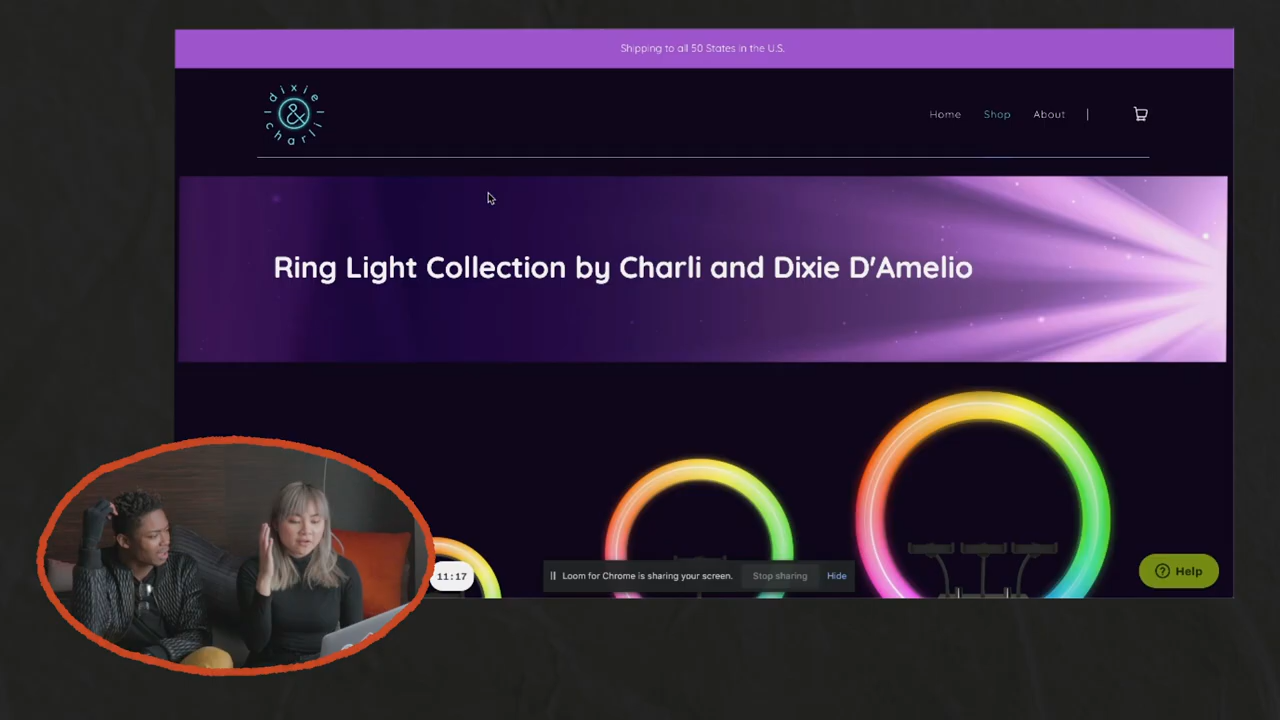 Shipping to all 50 States in the U.S.
dixie
&
charli
Home Shop About |
Ring Light Collection by Charli and Dixie D'Amelio
11:17
Loom for Chrome is sharing your screen. Stop sharing Hide
Help